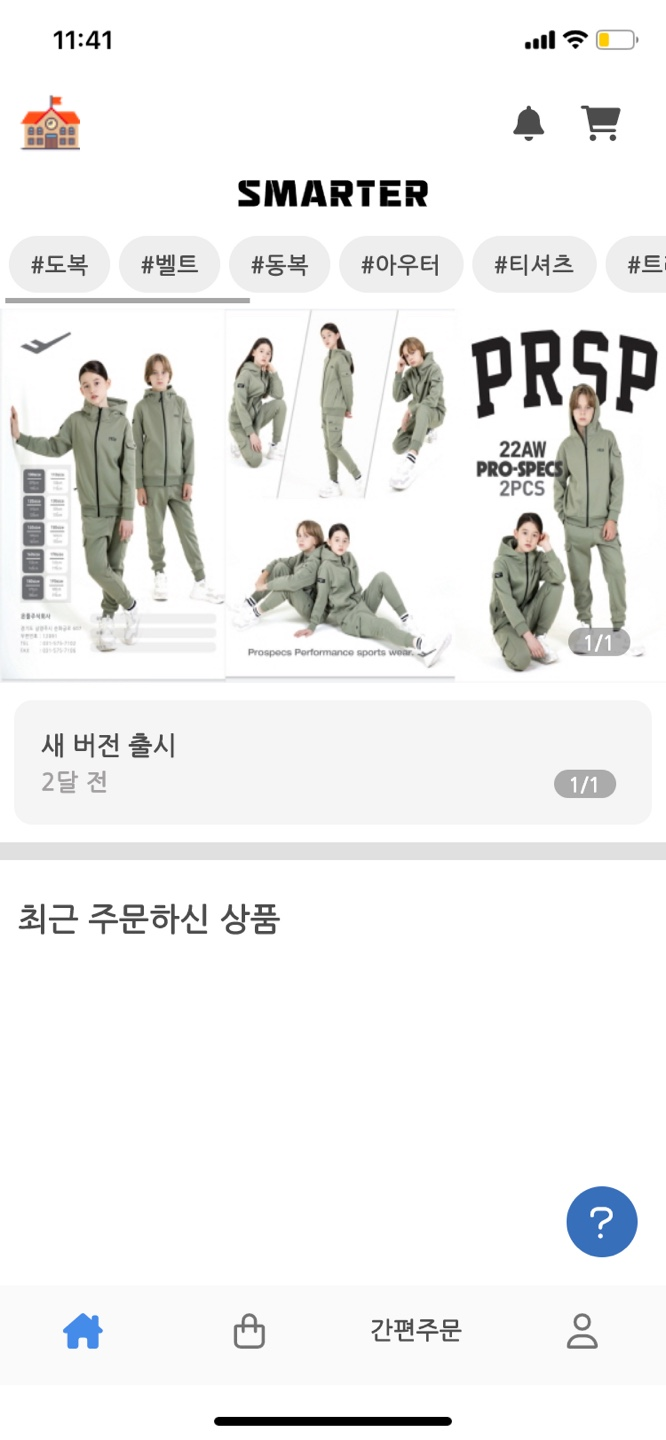 11:41
SMARTER
#도복 #벨트 #동복 #아우터 #티셔츠
PRSP
22AW
PRO-SPECS
2PCS
Prospecs Performance sports wear.
1/1
새 버전 출시
2달 전
1/1
최근 주문하신 상품
?
간편주문